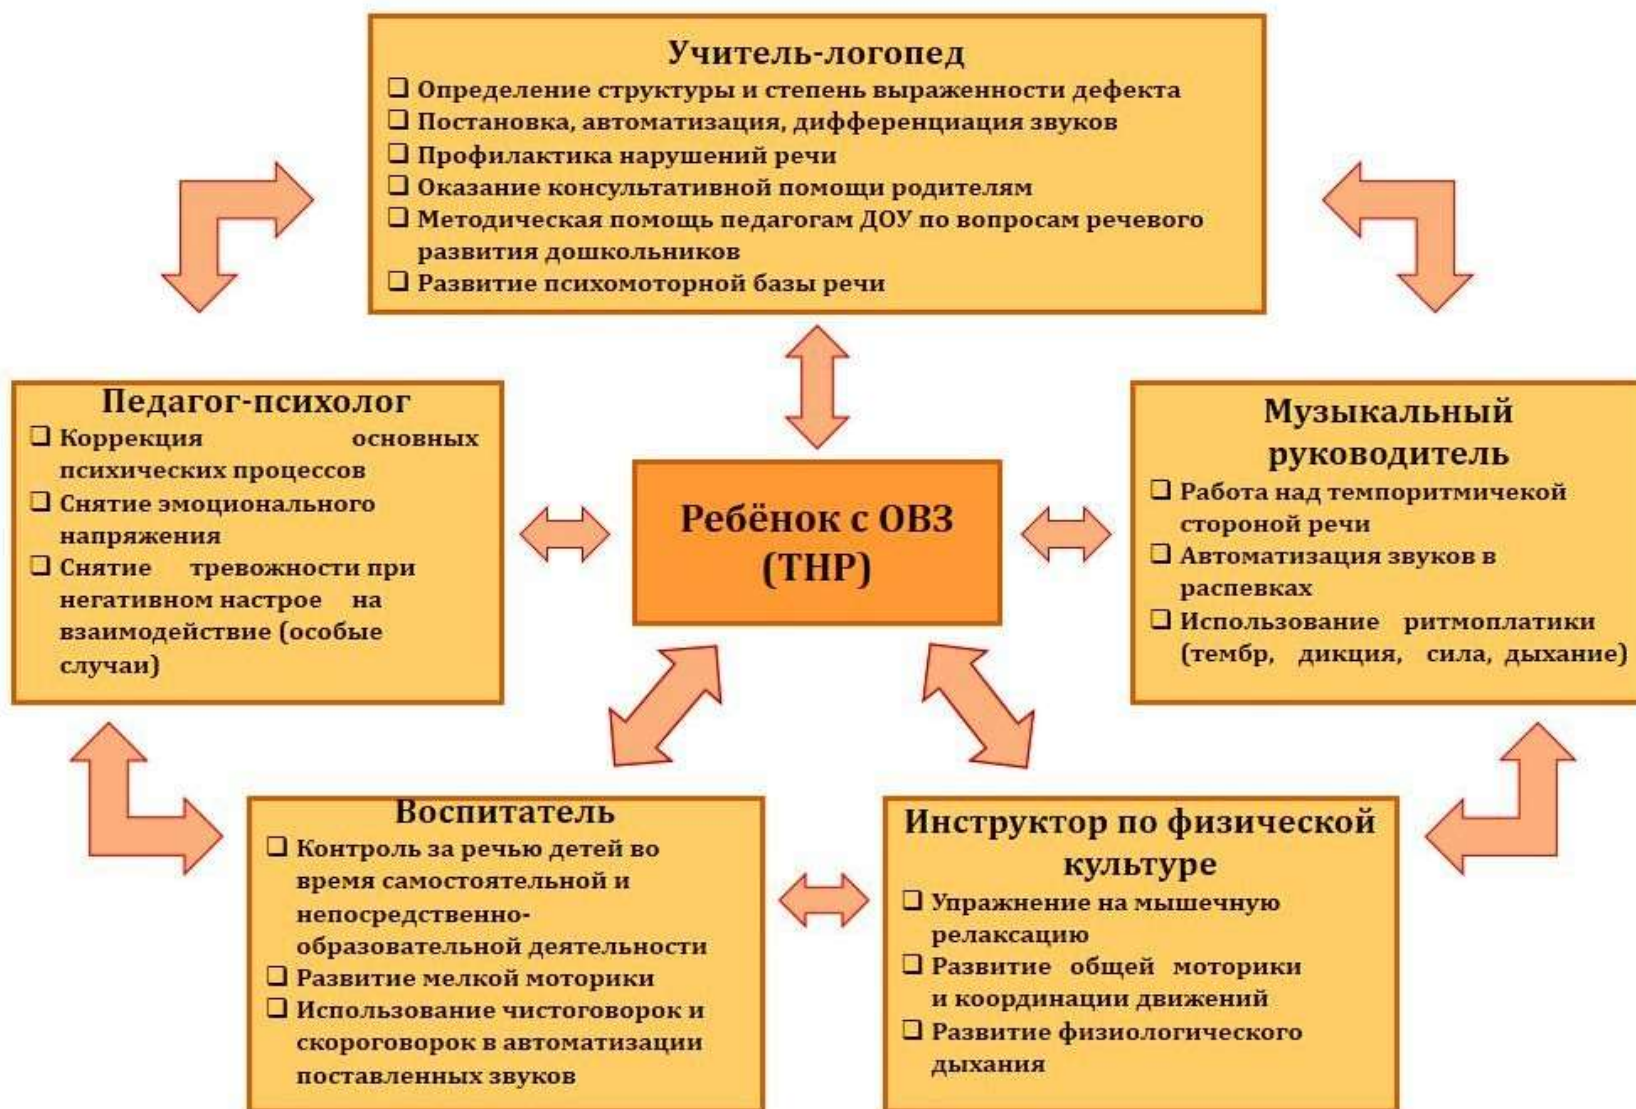 Учитель-логопед
❑ Определение структуры и степень выраженности дефекта
❑ Постановка, автоматизация, дифференциация звуков
❑ Профилактика нарушений речи
❑ Оказание консультативной помощи родителям
❑ Методическая помощь педагогам ДОУ по вопросам речевого
развития дошкольников
❑ Развитие психомоторной базы речи
Педагог-психолог
❑ Коррекция основных
психических процессов
❑ Снятие эмоционального
напряжения
❑ Снятие тревожности при
негативном настрое на
взаимодействие (особые
случаи)
Ребёнок с ОВЗ
(ТНР)
Музыкальный
руководитель
❑ Работа над темпоритмичекой
стороной речи
❑ Автоматизация звуков в
распевках
❑ Использование ритмоплатики
(тембр, дикция, сила, дыхание)
Воспитатель
❑ Контроль за речью детей во
время самостоятельной и
непосредственно-
образовательной деятельности
❑ Развитие мелкой моторики
❑ Использование чистоговорок и
скороговорок в автоматизации
поставленных звуков
Инструктор по физической
культуре
❑ Упражнение на мышечную
релаксацию
❑ Развитие общей моторики
и координации движений
❑ Развитие физиологического
дыхания